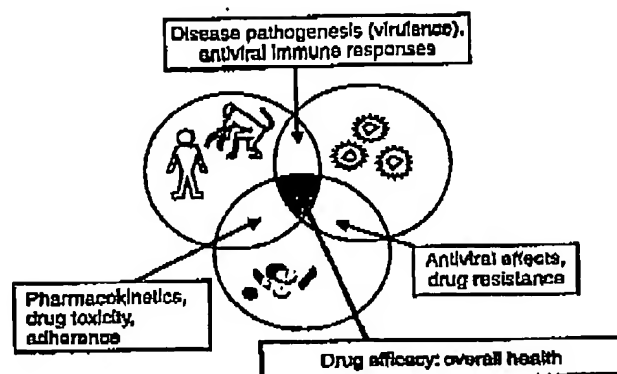 Disease pathogenesis (virulence),
antiviral immune responses
Antiviral effects,
drug resistance
Pharmacokinetics,
drug toxicity,
adherence
Drug efficacy: overall health